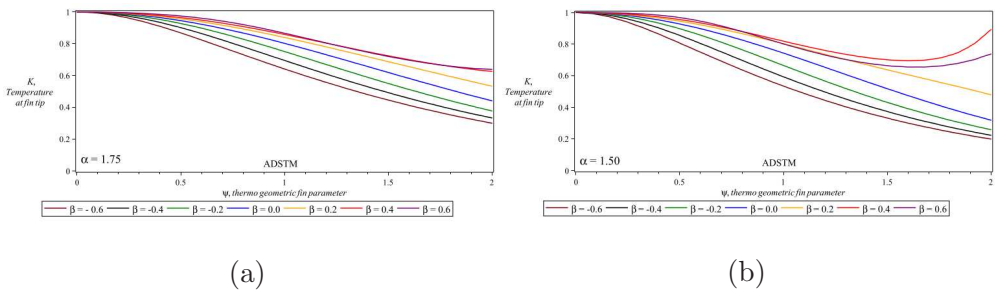 1
0.8
K,
Temperature
at fin tip
0.6
0.4
0.2
0
α = 1.75
ADSTM
0
0.5
1
1.5
2
Ψ, thermo geometric fin parameter
β = - 0.6
β = -0.4
β = -0.2
β = 0.0
β = 0.2
β = 0.4
β = 0.6
(a)
1
0.8
K,
Temperature
at fin tip
0.6
0.4
0.2
0
α = 1.50
ADSTM
0
0.5
1
1.5
2
Ψ, thermo geometric fin parameter
β = -0.6
β = -0.4
β = -0.2
β = 0.0
β = 0.2
β = 0.4
β = 0.6
(b)